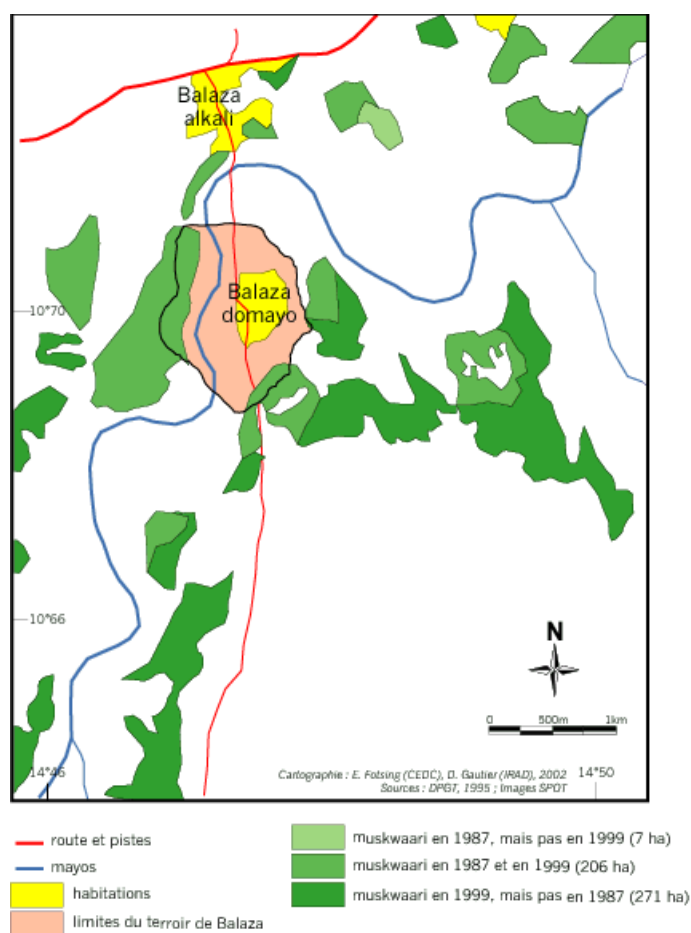 Balaza
alkali
Balaza
domayo
10°70
10°66
N
0 500m 1km
14°46
14°50
Cartographie : E. Fotsing (CEDC), D. Gautier (IRAD), 2002
Sources : DPGT, 1995 ; Images SPOT
route et pistes
mayos
habitations
limites du terroir de Balaza
muskwaari en 1987, mais pas en 1999 (7 ha)
muskwaari en 1987 et en 1999 (206 ha)
muskwaari en 1999, mais pas en 1987 (271 ha)